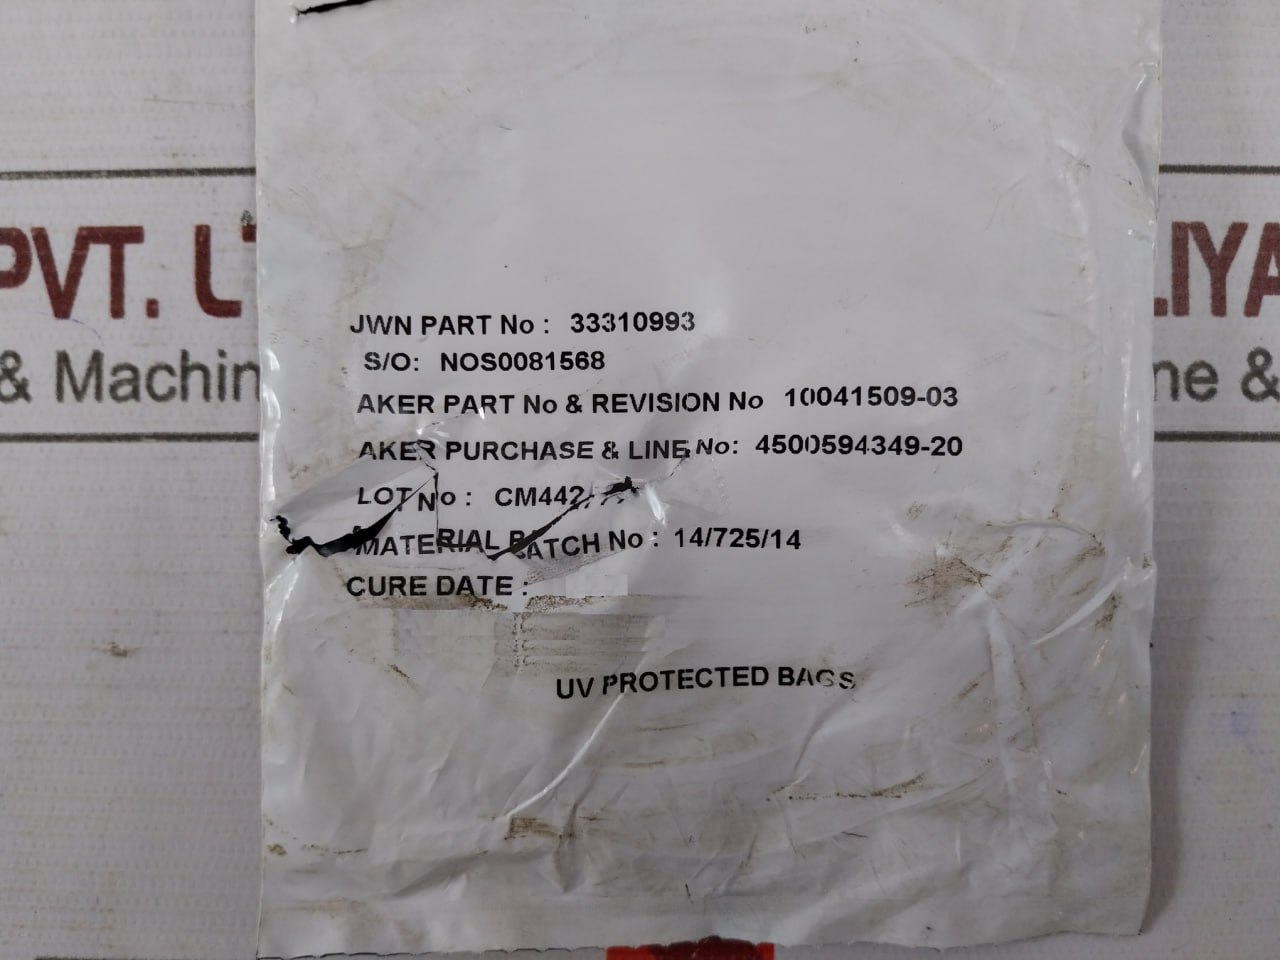 PVT. LT
& Machin
LIYA
ne &
JWN PART No : 33310993
S/O: NOS0081568
AKER PART No & REVISION No 10041509-03
AKER PURCHASE & LINE No: 4500594349-20
LOT No : CM442
MATERIAL BATCH No : 14/725/14
CURE DATE :
UV PROTECTED BAGS